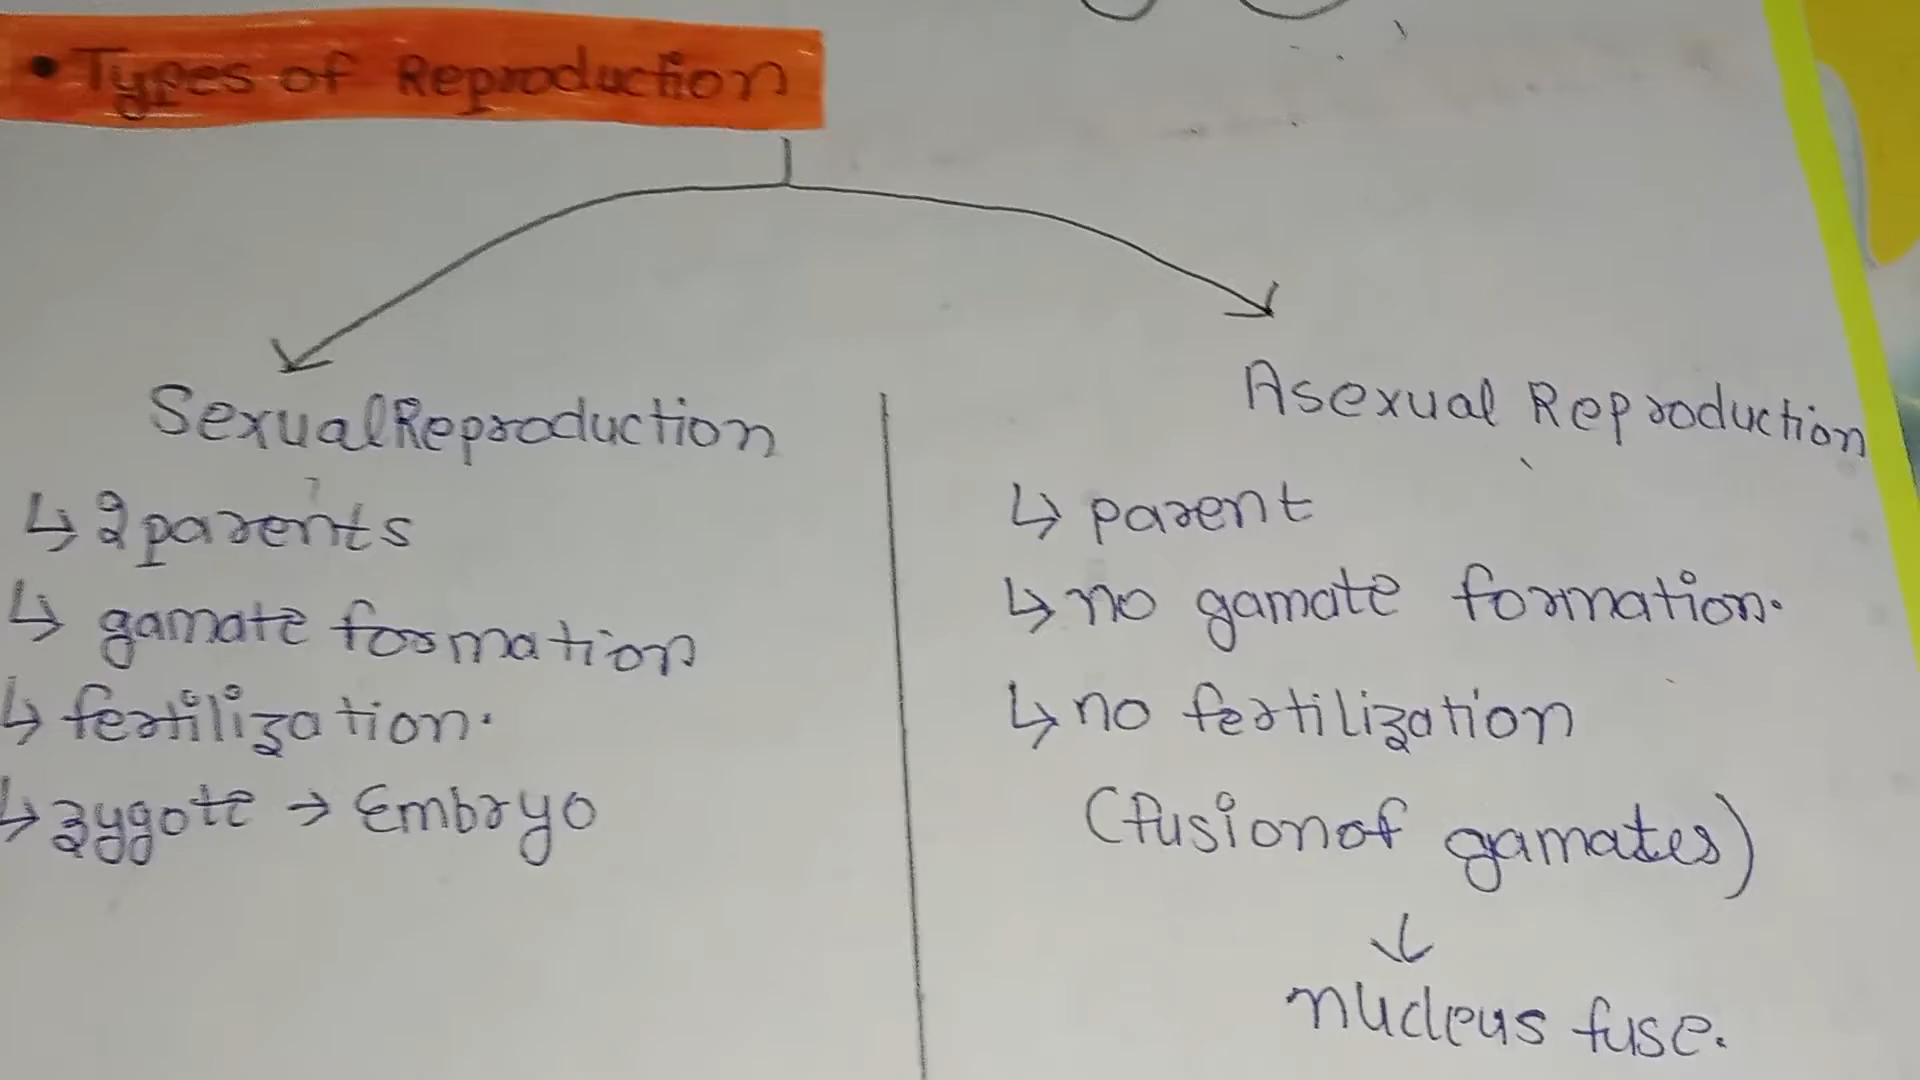 • Types of Reproduction
Sexual Reproduction
↳ 2 parents
↳ gamate formation
↳ fertilization.
↳ zygote → Embryo
Asexual Reproduction
↳ parent
↳ no gamate formation.
↳ no fertilization
(fusion of gamates)
↓
nucleus fuse.